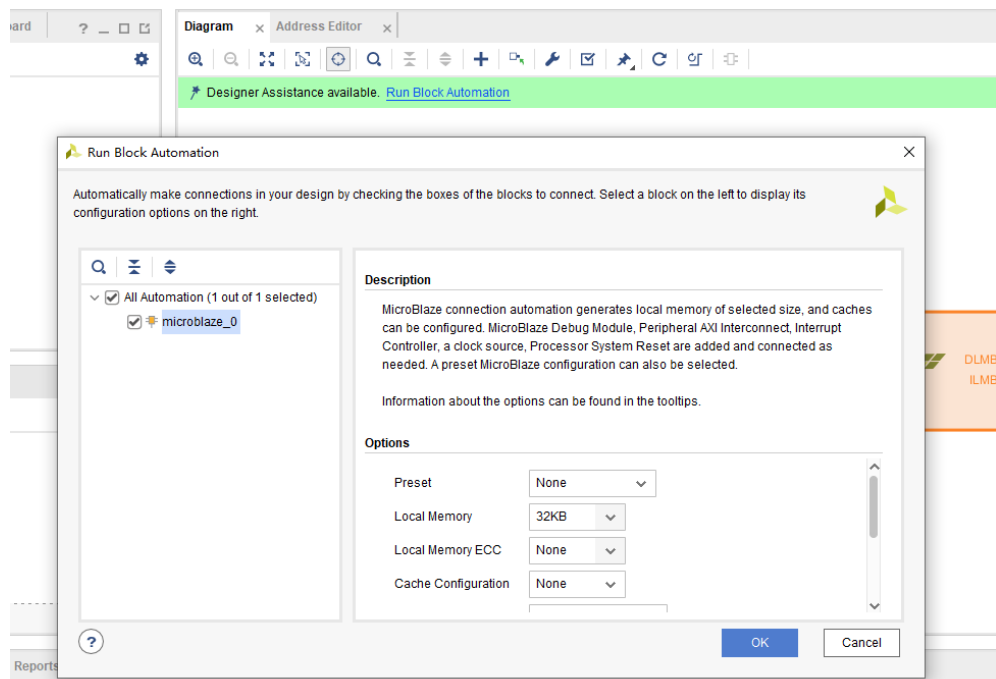 Diagram
Address Editor
Designer Assistance available. Run Block Automation
Run Block Automation
Automatically make connections in your design by checking the boxes of the blocks to connect. Select a block on the left to display its
configuration options on the right.
All Automation (1 out of 1 selected)
microblaze_0
Description
MicroBlaze connection automation generates local memory of selected size, and caches
can be configured. MicroBlaze Debug Module, Peripheral AXI Interconnect, Interrupt
Controller, a clock source, Processor System Reset are added and connected as
needed. A preset MicroBlaze configuration can also be selected.
Information about the options can be found in the tooltips.
Options
Preset None
Local Memory 32KB
Local Memory ECC None
Cache Configuration None
DLMB
ILMB
? OK Cancel
Reports